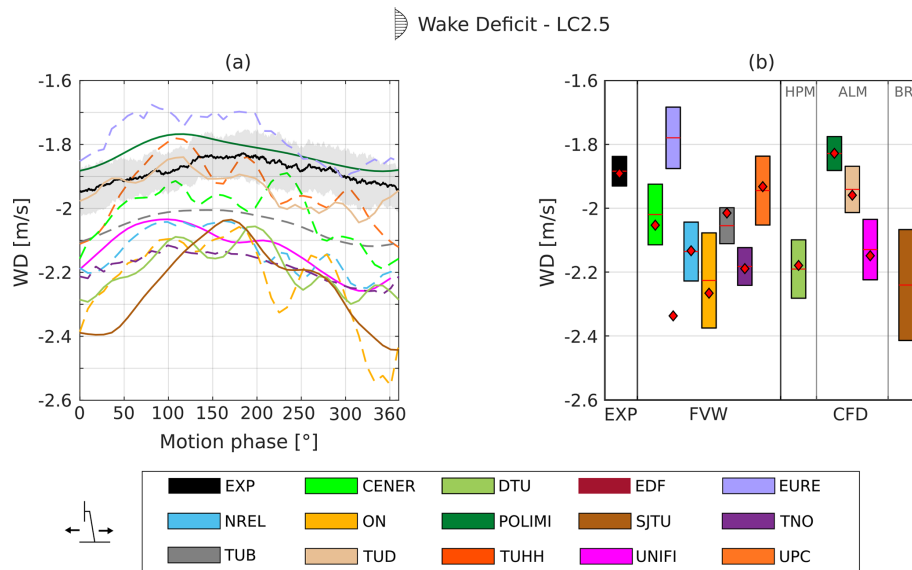 Wake Deficit - LC2.5
(a)
(b)
-1.6
-1.8
-2
-2.2
-2.4
-2.6
WD [m/s]
0 50 100 150 200 250 300 360
Motion phase [°]
-1.6
-1.8
-2
-2.2
-2.4
-2.6
WD [m/s]
HPM ALM BR
EXP FVW CFD
EXP CENER DTU EDF EURE
NREL ON POLIMI SJTU TNO
TUB TUD TUHH UNIFI UPC